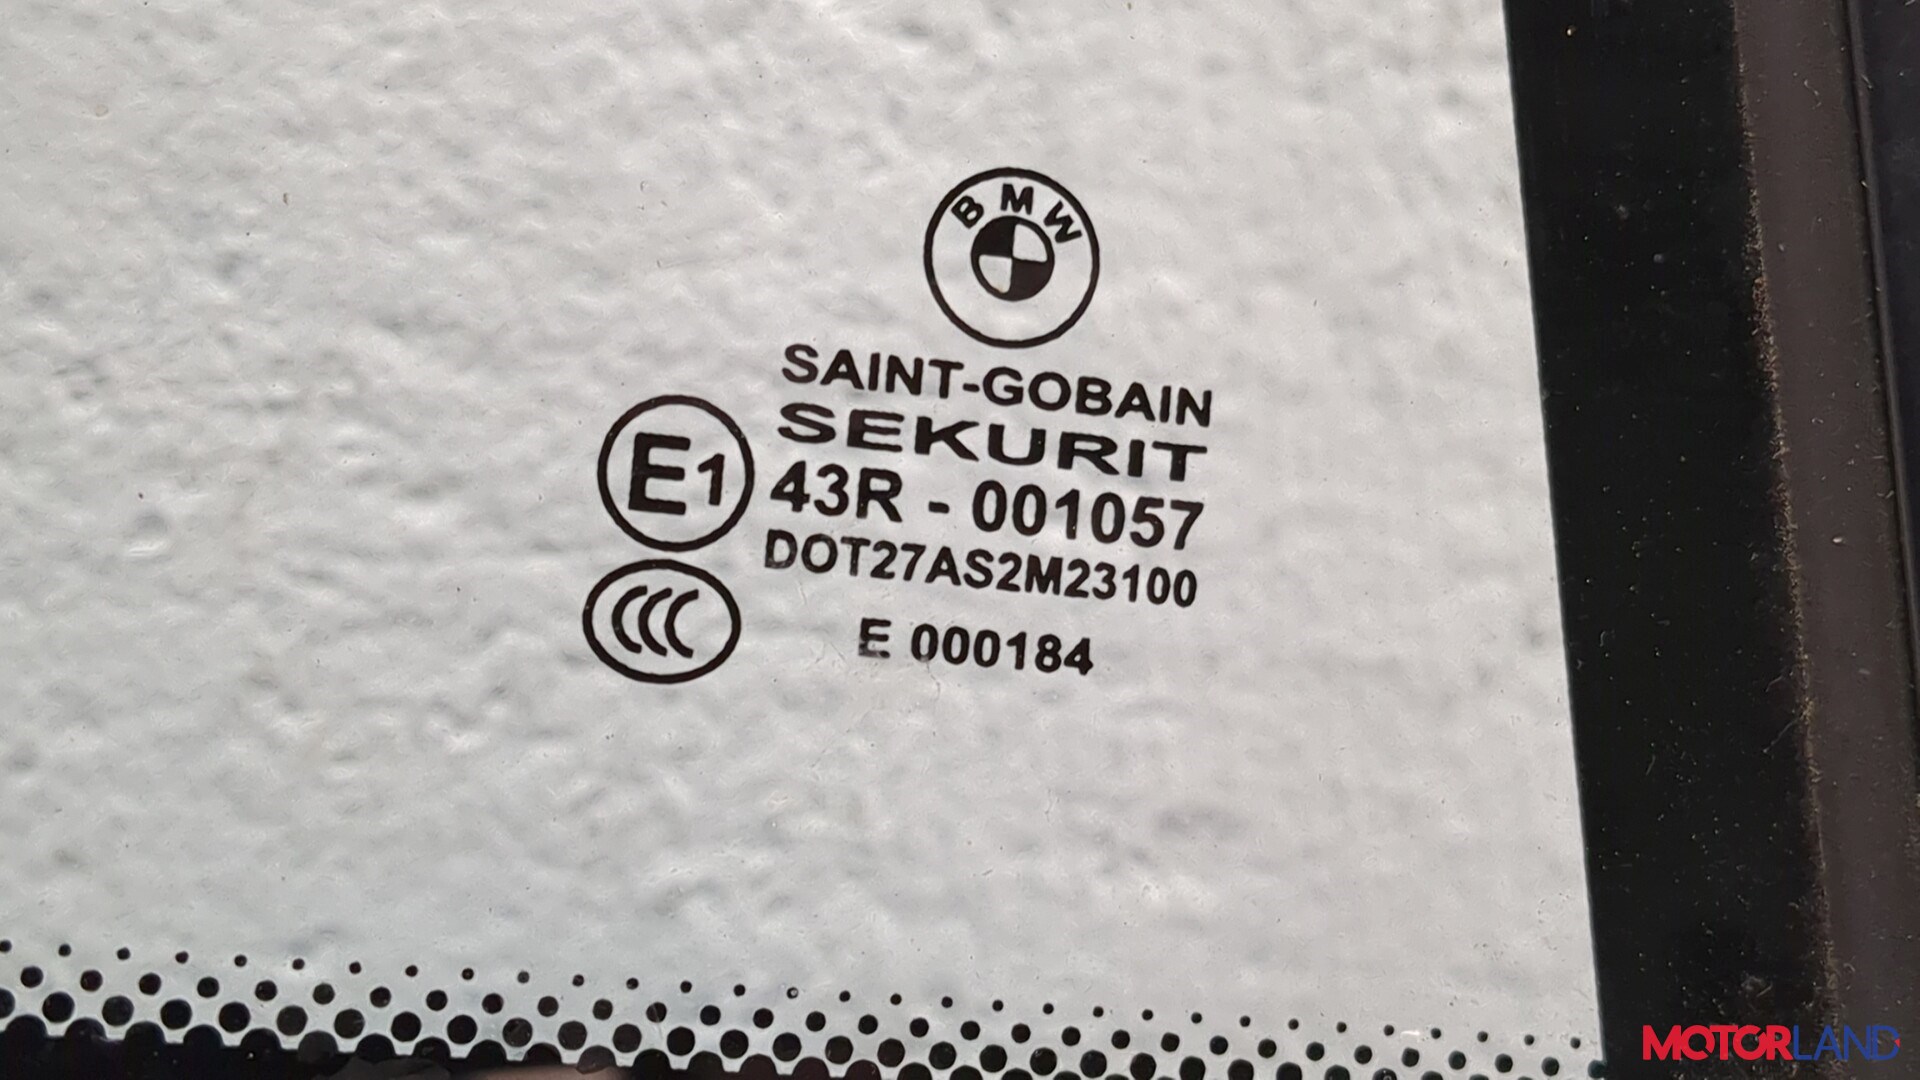 BMW
SAINT-GOBAIN
SEKURIT
E1
43R - 001057
DOT27AS2M23100
CCC
E 000184
MOTORLAND